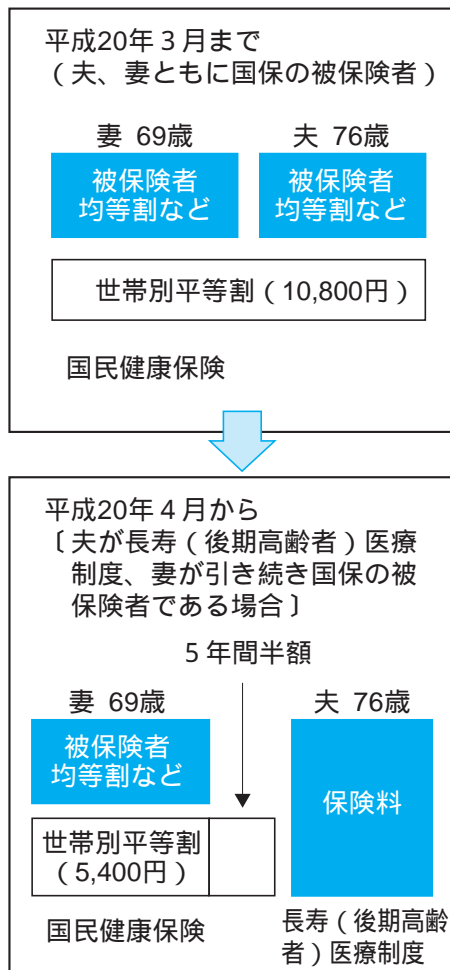 平成20年３月まで
（夫、妻ともに国保の被保険者）
妻 69歳
夫 76歳
被保険者
均等割など
被保険者
均等割など
世帯別平等割（10,800円）
国民健康保険
平成20年４月から
〔夫が長寿（後期高齢者）医療
制度、妻が引き続き国保の被
保険者である場合〕
５年間半額
妻 69歳
夫 76歳
被保険者
均等割など
保険料
世帯別平等割
（5,400円）
国民健康保険
長寿（後期高齢
者）医療制度